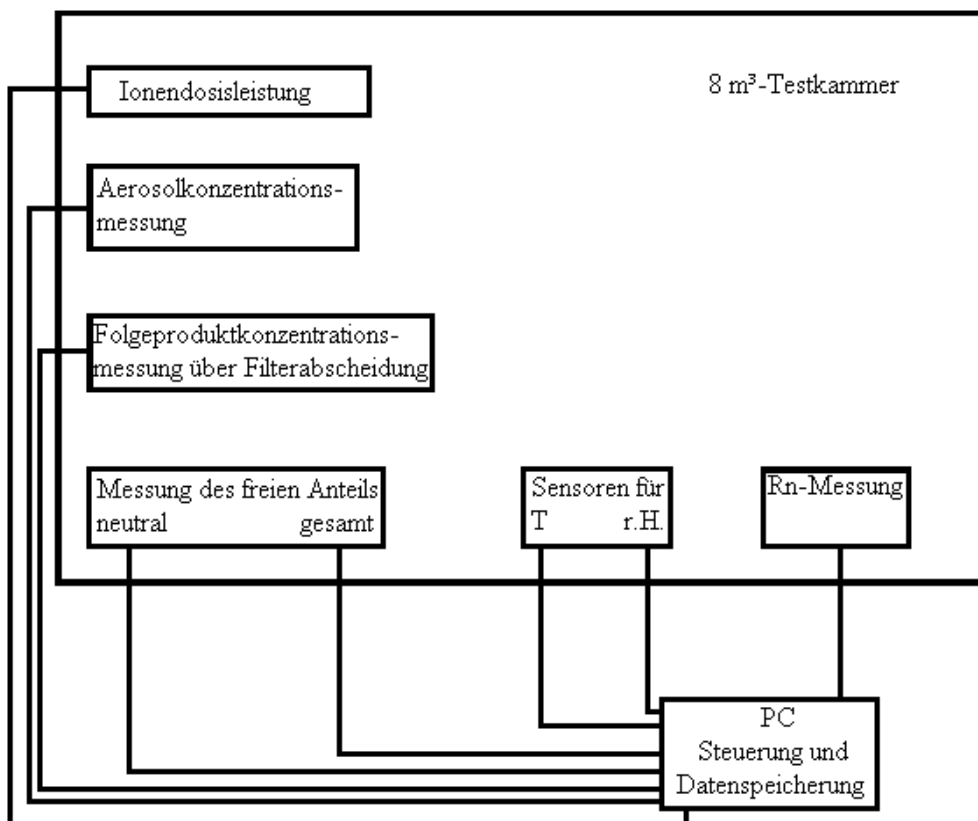 Ionendosisleistung
8 m³-Testkammer
Aerosolkonzentrations-
messung
Folgeproduktkonzentrations-
messung über Filterabscheidung
Messung des freien Anteils
neutral gesamt
Sensoren für
T r.H.
Rn-Messung
PC
Steuerung und
Datenspeicherung